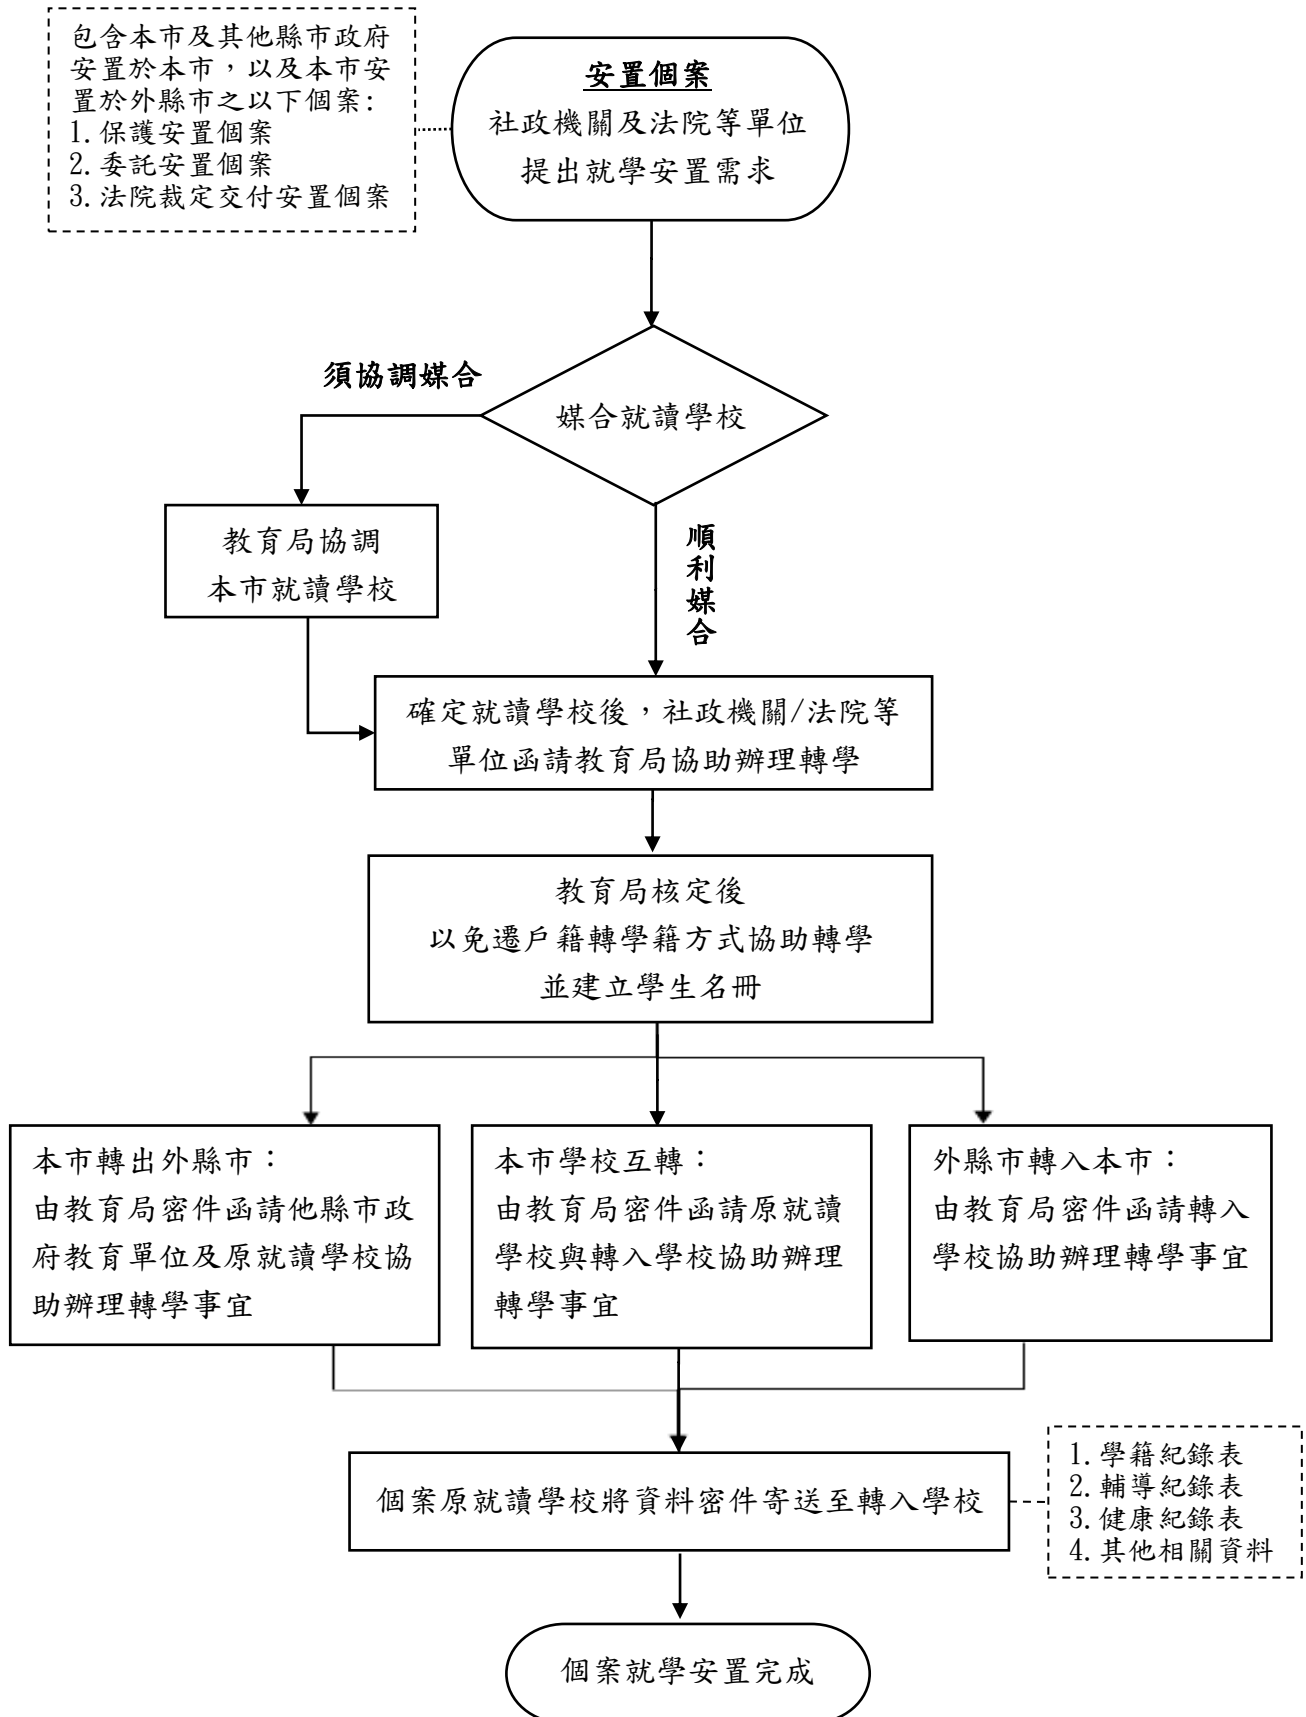 包含本市及其他縣市政府
安置於本市，以及本市安
置於外縣市之以下個案:
1.保護安置個案
2.委託安置個案
3.法院裁定交付安置個案
安置個案
社政機關及法院等單位
提出就學安置需求
須協調媒合
媒合就讀學校
順利媒合
教育局協調
本市就讀學校
確定就讀學校後，社政機關/法院等
單位函請教育局協助辦理轉學
教育局核定後
以免遷戶籍轉學籍方式協助轉學
並建立學生名冊
本市轉出外縣市：
由教育局密件函請他縣市政
府教育單位及原就讀學校協
助辦理轉學事宜
本市學校互轉：
由教育局密件函請原就讀
學校與轉入學校協助辦理
轉學事宜
外縣市轉入本市：
由教育局密件函請轉入
學校協助辦理轉學事宜
個案原就讀學校將資料密件寄送至轉入學校
1.學籍紀錄表
2.輔導紀錄表
3.健康紀錄表
4.其他相關資料
個案就學安置完成